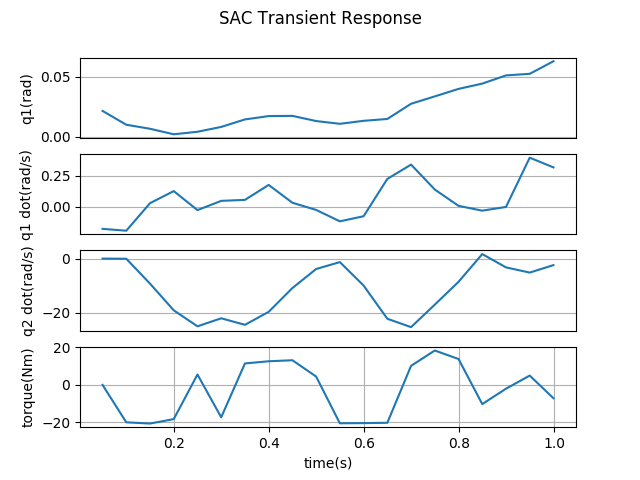 SAC Transient Response
q1(rad)
0.05
0.00
q1 dot(rad/s)
0.25
0.00
q2 dot(rad/s)
0
−20
torque(Nm)
20
0
−20
0.2 0.4 0.6 0.8 1.0
time(s)